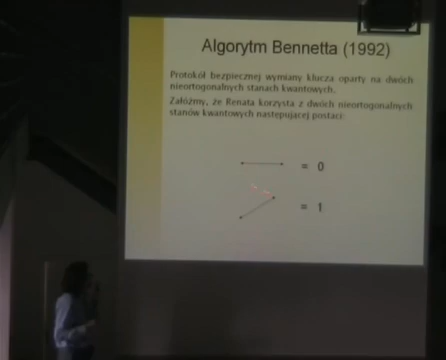 Algorytm Bennetta (1992)
Protokół bezpiecznej wymiany klucza oparty na dwóch
nieortogonalnych stanach kwantowych.
Załóżmy, że Renata korzysta z dwóch nieortogonalnych
stanów kwantowych następującej postaci:
= 0
= 1